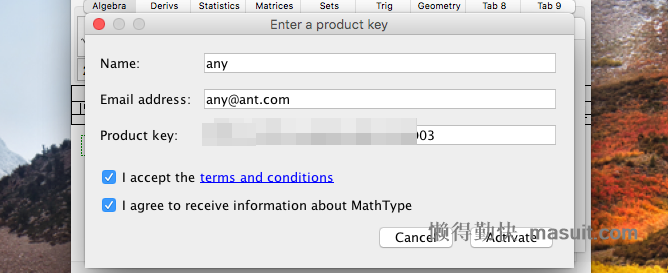 Algebra Derivs Statistics Matrices Sets Trig Geometry Tab 8 Tab 9
Enter a product key
Name: any
Email address: any@ant.com
Product key: 003
I accept the terms and conditions
I agree to receive information about MathType
Cancel Activate
懒得勤快 masuit.com